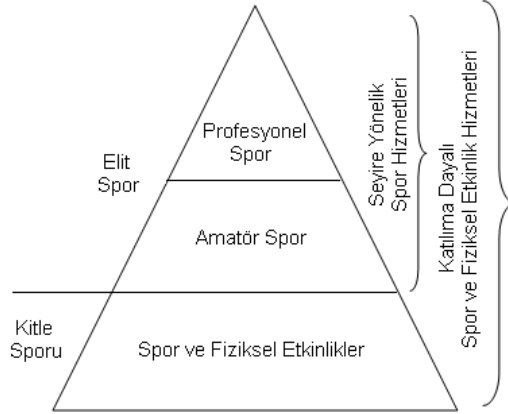 Profesyonel
Spor
Elit
Spor
Amatör Spor
Kitle
Sporu
Spor ve Fiziksel Etkinlikler
Seyire Yönelik
Spor Hizmetleri
Katılıma Dayalı
Spor ve Fiziksel Etkinlik Hizmetleri